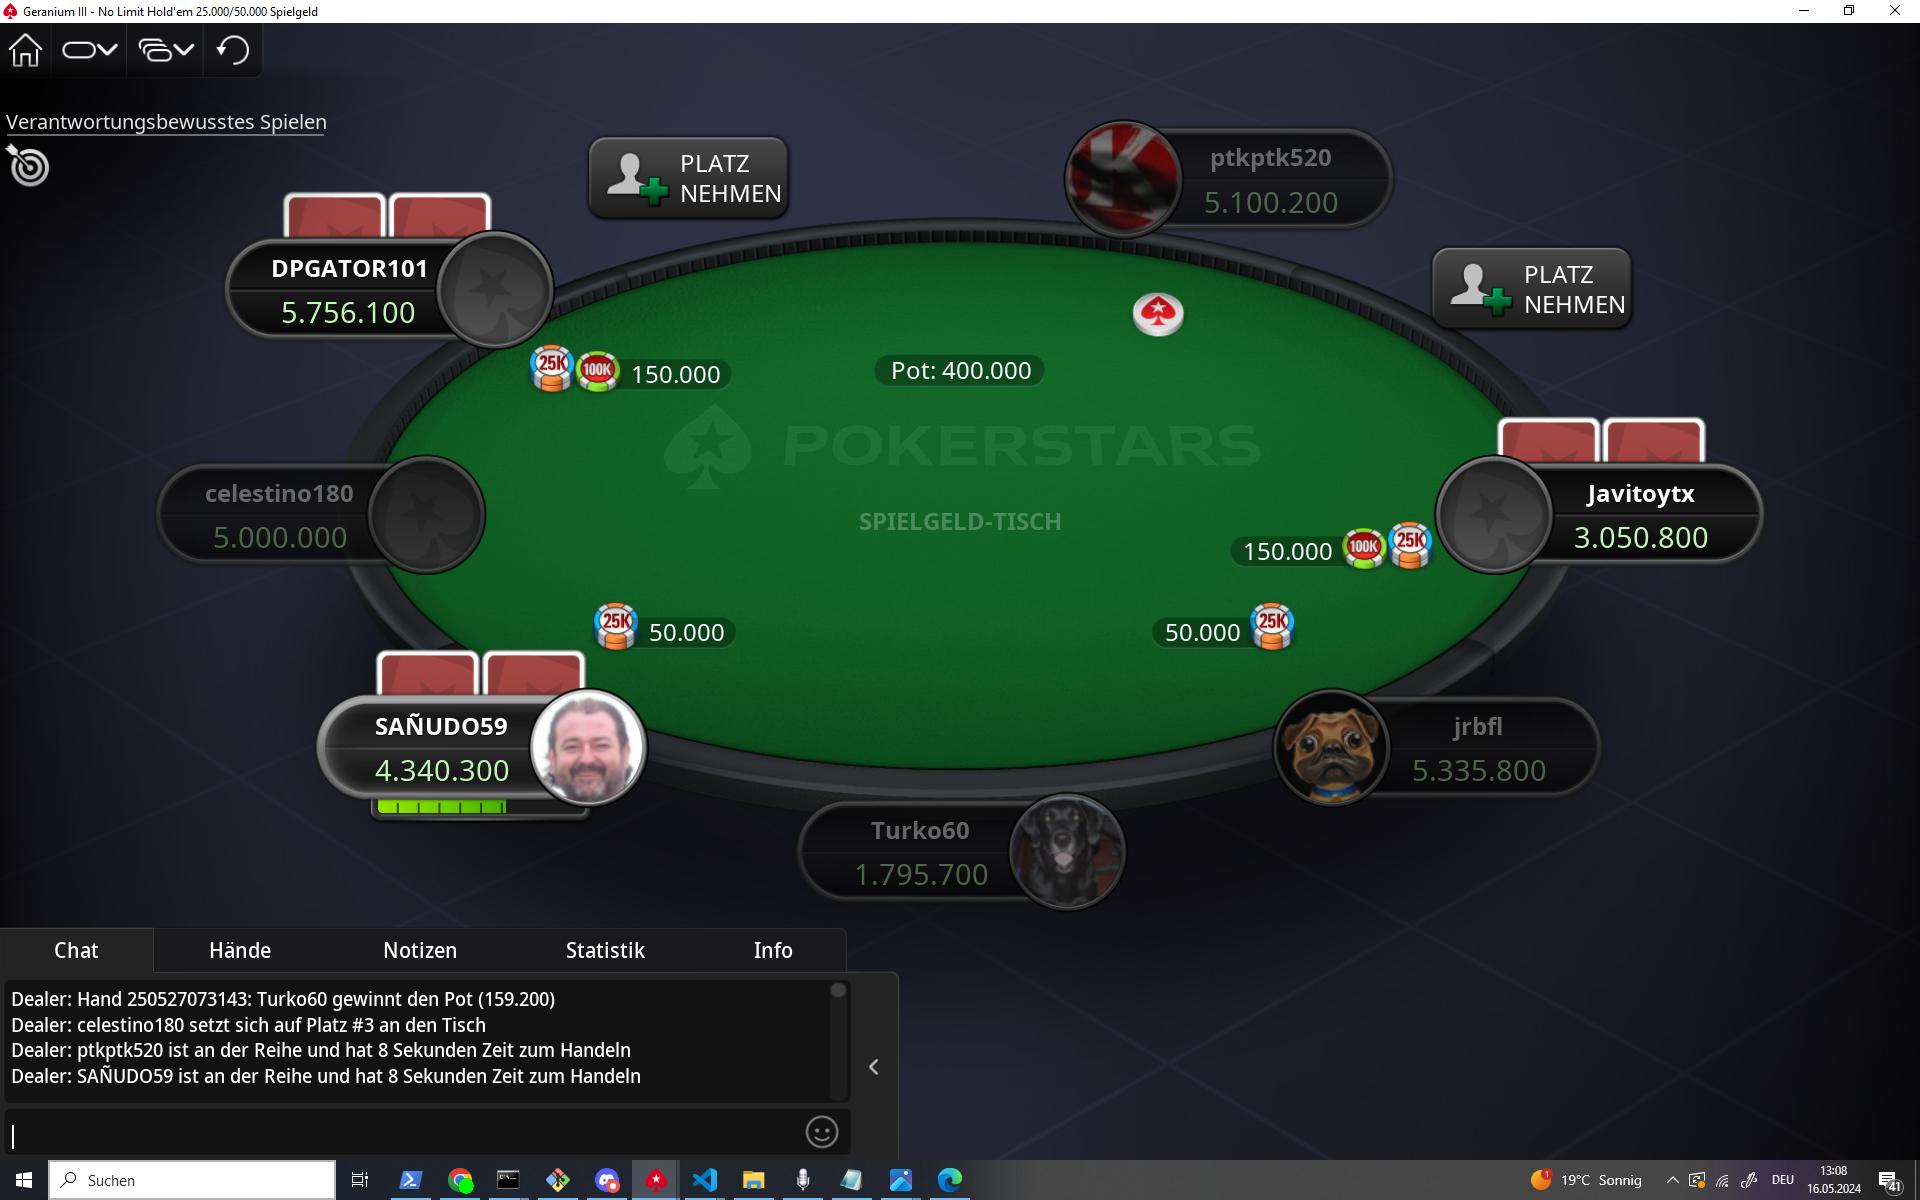 Geranium III - No Limit Hold'em 25.000/50.000 Spielgeld
Verantwortungsbewusstes Spielen
PLATZ
NEHMEN
ptkptk520
5.100.200
DPGATOR101
5.756.100
PLATZ
NEHMEN
25K
100K
150.000
Pot: 400.000
POKERSTARS
SPIELGELD-TISCH
celestino180
5.000.000
Javitoytx
3.050.800
150.000
100K
25K
25K
50.000
50.000
25K
SAÑUDO59
4.340.300
jrbfl
5.335.800
Turko60
1.795.700
Chat
Hände
Notizen
Statistik
Info
Dealer: Hand 250527073143: Turko60 gewinnt den Pot (159.200)
Dealer: celestino180 setzt sich auf Platz #3 an den Tisch
Dealer: ptkptk520 ist an der Reihe und hat 8 Sekunden Zeit zum Handeln
Dealer: SAÑUDO59 ist an der Reihe und hat 8 Sekunden Zeit zum Handeln
Suchen
1
19°C Sonnig
DEU
13:08
16.05.2024
41